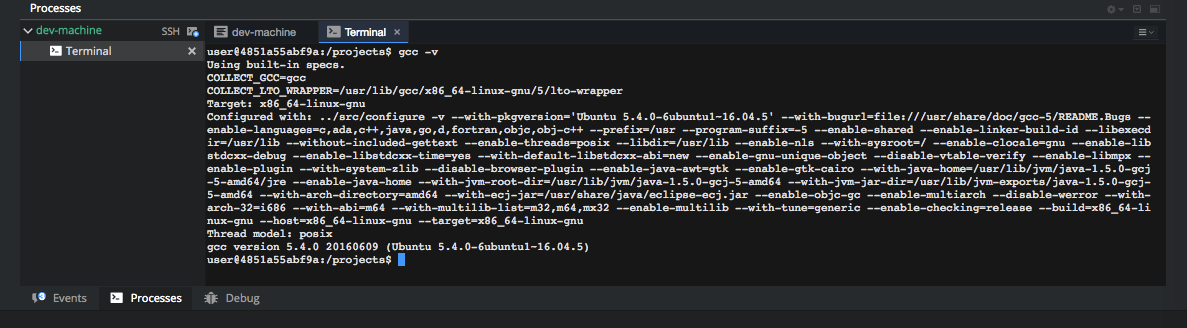 Processes
dev-machine SSH
Terminal
dev-machine
Terminal
user@4851a55abf9a:/projects$ gcc -v
Using built-in specs.
COLLECT_GCC=gcc
COLLECT_LTO_WRAPPER=/usr/lib/gcc/x86_64-linux-gnu/5/lto-wrapper
Target: x86_64-linux-gnu
Configured with: ../src/configure -v --with-pkgversion='Ubuntu 5.4.0-6ubuntu1~16.04.5' --with-bugurl=file:///usr/share/doc/gcc-5/README.Bugs --
enable-languages=c,ada,c++,java,go,d,fortran,objc,obj-c++ --prefix=/usr --program-suffix=-5 --enable-shared --enable-linker-build-id --libexecd
ir=/usr/lib --without-included-gettext --enable-threads=posix --libdir=/usr/lib --enable-nls --with-sysroot=/ --enable-clocale=gnu --enable-lib
stdcxx-debug --enable-libstdcxx-time=yes --with-default-libstdcxx-abi=new --enable-gnu-unique-object --disable-vtable-verify --enable-libmpx --
enable-plugin --with-system-zlib --disable-browser-plugin --enable-java-awt=gtk --enable-gtk-cairo --with-java-home=/usr/lib/jvm/java-1.5.0-gcj
-5-amd64/jre --enable-java-home --with-jvm-root-dir=/usr/lib/jvm/java-1.5.0-gcj-5-amd64 --with-jvm-jar-dir=/usr/lib/jvm-exports/java-1.5.0-gcj-
5-amd64 --with-arch-directory=amd64 --with-ecj-jar=/usr/share/java/eclipse-ecj.jar --enable-objc-gc --enable-multiarch --disable-werror --with-
arch-32=i686 --with-abi=m64 --with-multilib-list=m32,m64,mx32 --enable-multilib --with-tune=generic --enable-checking=release --build=x86_64-li
nux-gnu --host=x86_64-linux-gnu --target=x86_64-linux-gnu
Thread model: posix
gcc version 5.4.0 20160609 (Ubuntu 5.4.0-6ubuntu1~16.04.5)
user@4851a55abf9a:/projects$
Events
Processes
Debug